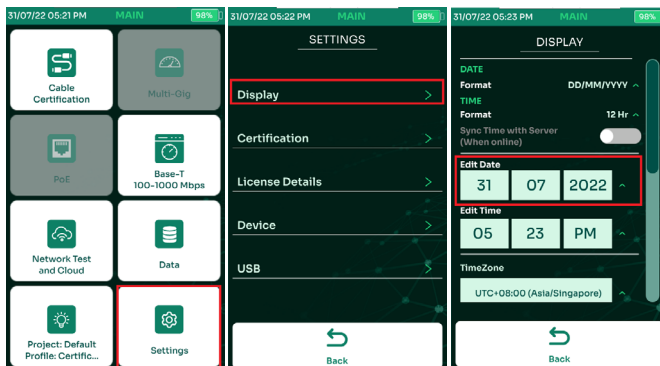 31/07/22 05:21 PM MAIN 98%
Cable
Certification
Multi-Gig
PoE
Base-T
100-1000 Mbps
Network Test
and Cloud
Data
Project: Default
Profile: Certific...
Settings
31/07/22 05:22 PM BACK 98%
SETTINGS
Display
Certification
License Details
Device
USB
Back
31/07/22 05:23 PM MAIN 98%
DISPLAY
DATE
Format DD/MM/YYYY
TIME
Format 12 Hr
Sync Time with Server
(When online)
Edit Date
31 07 2022
Edit Time
05 23 PM
TimeZone
UTC+08:00 (Asia/Singapore)
Back